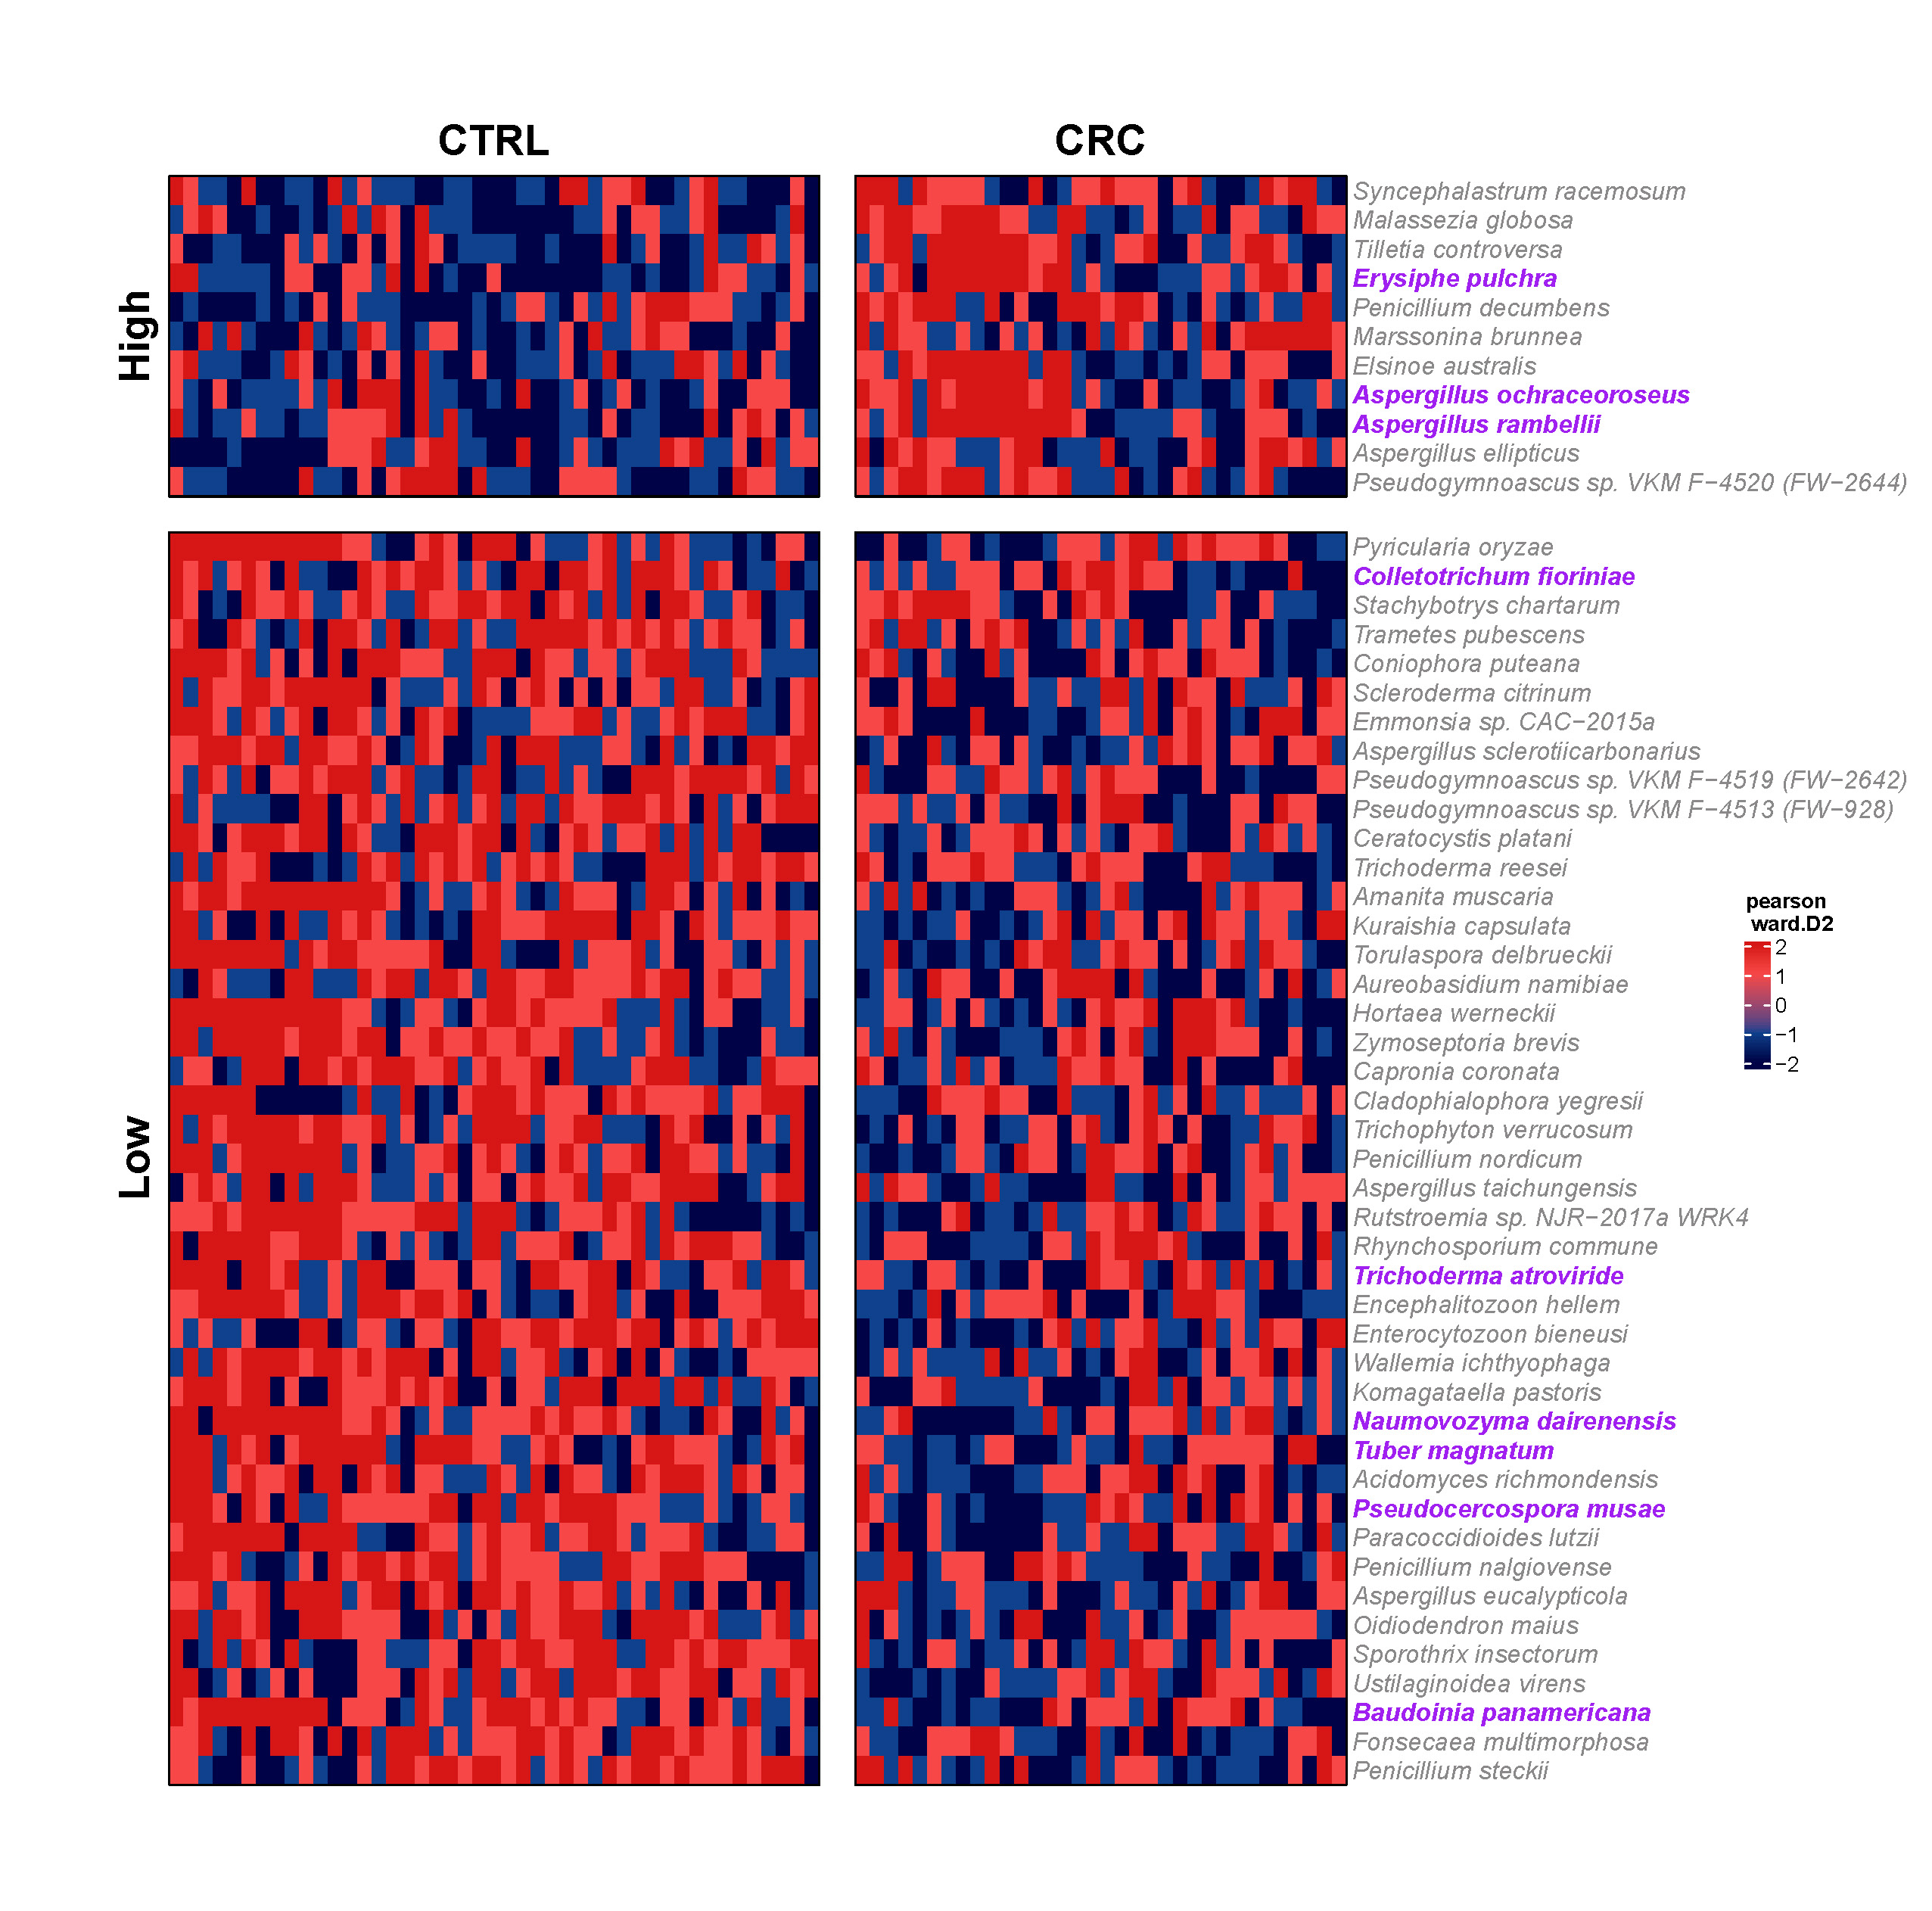 CTRL
CRC
High
Syncephalastrum racemosum
Malassezia globosa
Tilletia controversa
Erysiphe pulchra
Penicillium decumbens
Marssonina brunnea
Elsinoe australis
Aspergillus ochraceoroseus
Aspergillus rambellii
Aspergillus ellipticus
Pseudogymnoascus sp. VKM F−4520 (FW−2644)
Low
Pyricularia oryzae
Colletotrichum fioriniae
Stachybotrys chartarum
Trametes pubescens
Coniophora puteana
Scleroderma citrinum
Emmonsia sp. CAC−2015a
Aspergillus sclerotiicarbonarius
Pseudogymnoascus sp. VKM F−4519 (FW−2642)
Pseudogymnoascus sp. VKM F−4513 (FW−928)
Ceratocystis platani
Trichoderma reesei
Amanita muscaria
Kuraishia capsulata
Torulaspora delbrueckii
Aureobasidium namibiae
Hortaea werneckii
Zymoseptoria brevis
Capronia coronata
Cladophialophora yegresii
Trichophyton verrucosum
Penicillium nordicum
Aspergillus taichungensis
Rutstroemia sp. NJR−2017a WRK4
Rhynchosporium commune
Trichoderma atroviride
Encephalitozoon hellem
Enterocytozoon bieneusi
Wallemia ichthyophaga
Komagataella pastoris
Naumovozyma dairenensis
Tuber magnatum
Acidomyces richmondensis
Pseudocercospora musae
Paracoccidioides lutzii
Penicillium nalgiovense
Aspergillus eucalypticola
Oidiodendron maius
Sporothrix insectorum
Ustilaginoidea virens
Baudoinia panamericana
Fonsecaea multimorphosa
Penicillium steckii
pearson
ward.D2
2
1
0
−1
−2